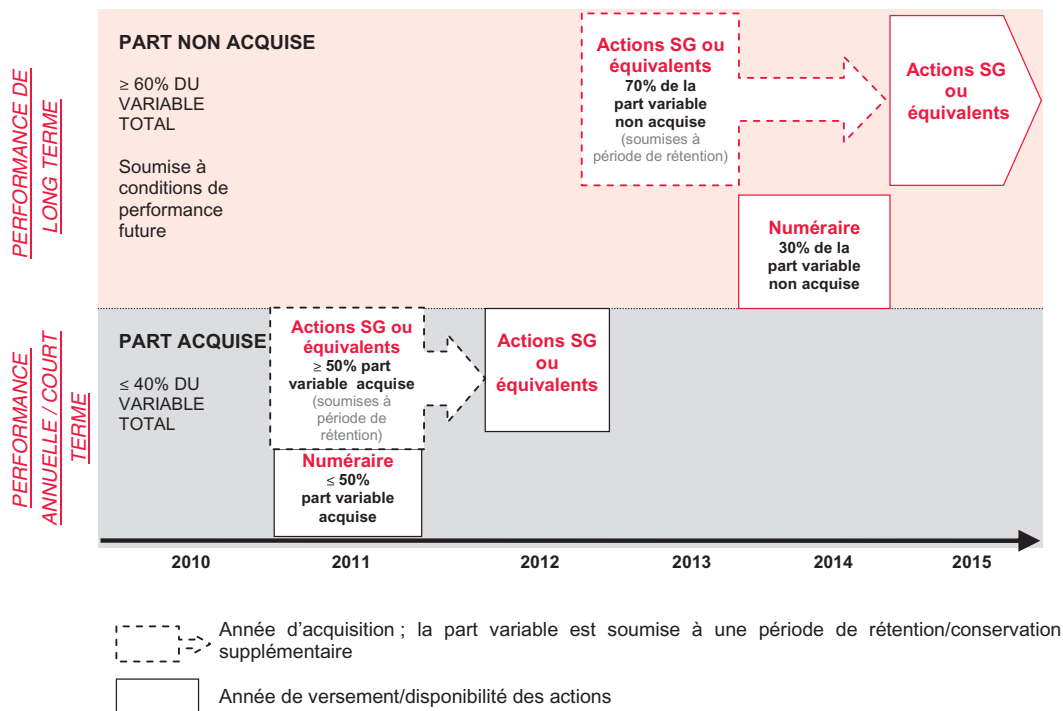 PERFORMANCE DE
LONG TERME
PART NON ACQUISE
≥ 60% DU
VARIABLE
TOTAL
Soumise à
conditions de
performance
future
Actions SG ou
équivalents
70% de la
part variable
non acquise
(soumises à
période de rétention)
Actions SG
ou
équivalents
Numéraire
30% de la
part variable
non acquise
PERFORMANCE
ANNUELLE / COURT
TERME
PART ACQUISE
≤ 40% DU
VARIABLE
TOTAL
Actions SG ou
équivalents
≥ 50% part
variable acquise
(soumises à
période de
rétention)
Numéraire
≤ 50%
part variable
acquise
Actions SG
ou
équivalents
2010 2011 2012 2013 2014 2015
Année d'acquisition ; la part variable est soumise à une période de rétention/conservation
supplémentaire
Année de versement/disponibilité des actions